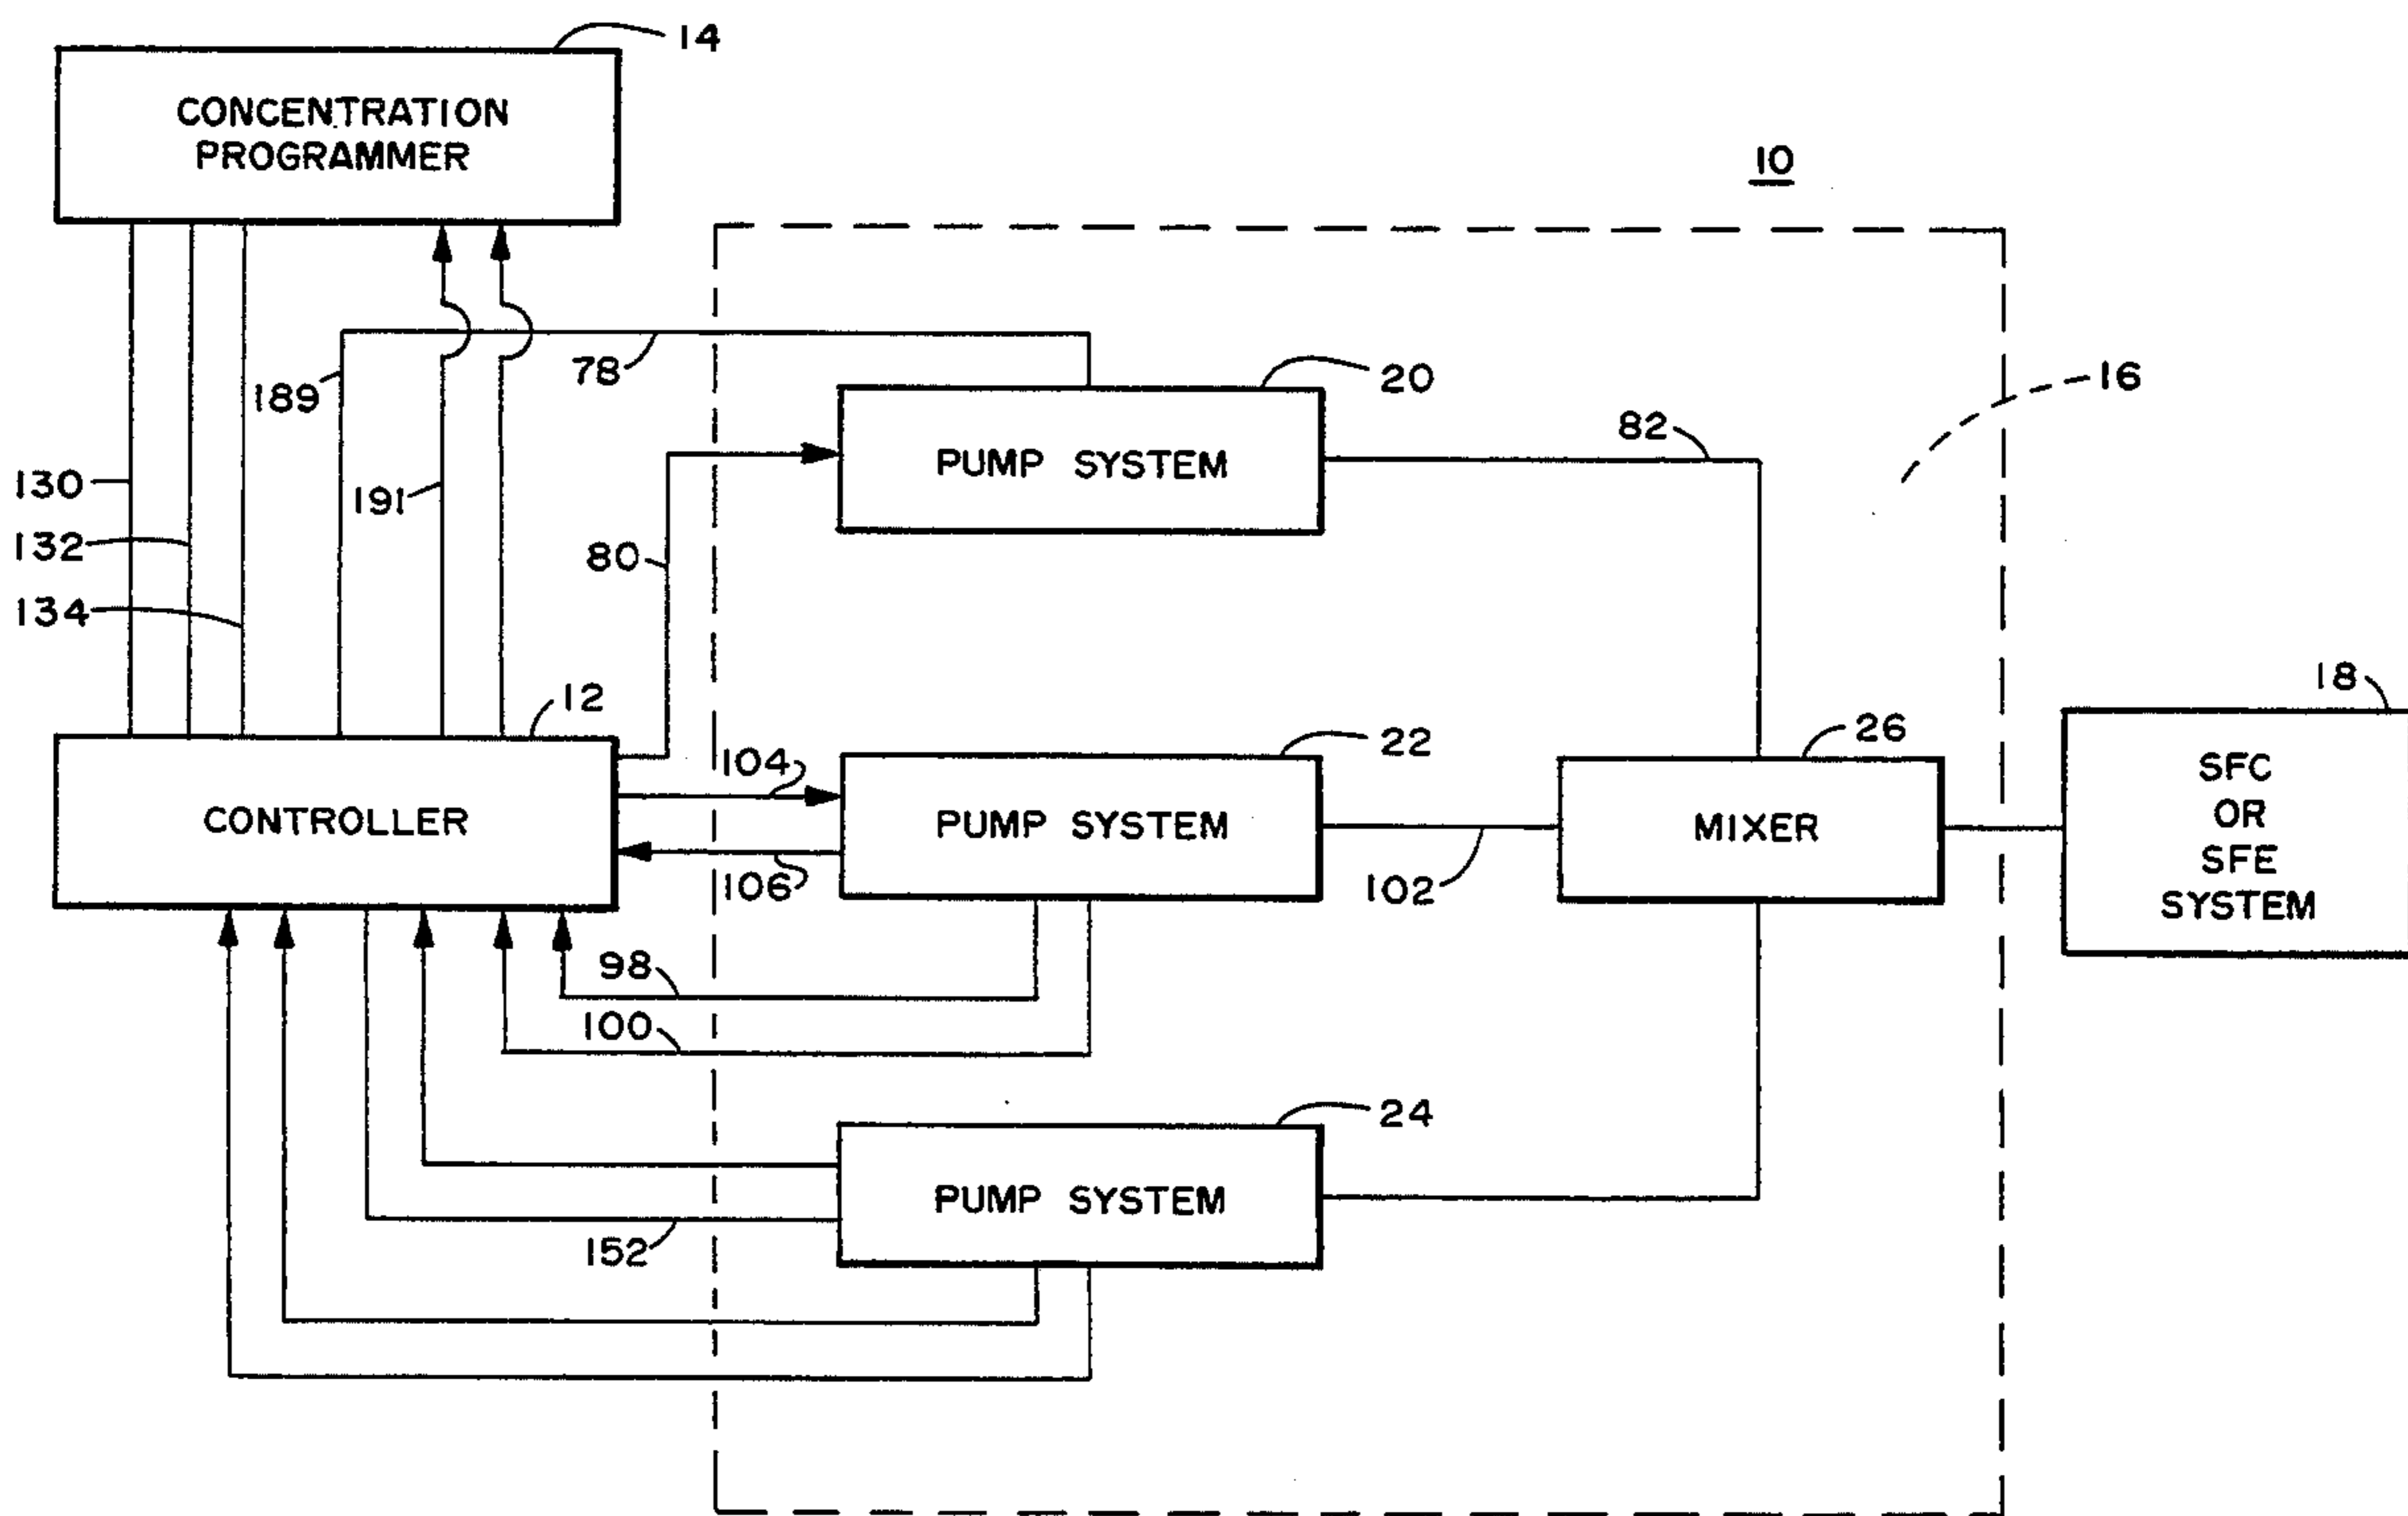 14
CONCENTRATION
PROGRAMMER
10
78
20
189
16
82
130
191
PUMP SYSTEM
132
80
134
12
18
104
22
26
CONTROLLER
PUMP SYSTEM
MIXER
SFC
OR
SFE
SYSTEM
106
102
98
100
24
PUMP SYSTEM
152